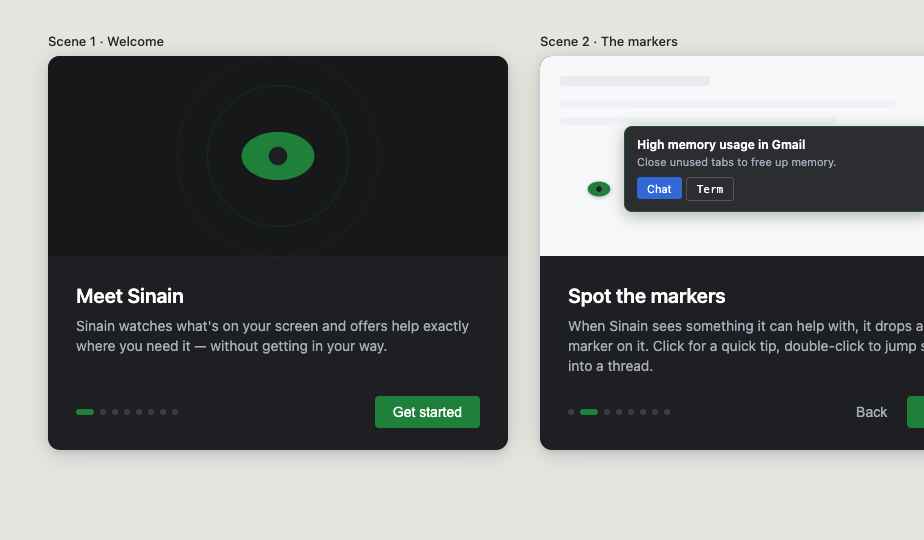 Scene 1 · Welcome
Meet Sinain
Sinain watches what's on your screen and offers help exactly
where you need it — without getting in your way.
Get started
Scene 2 · The markers
High memory usage in Gmail
Close unused tabs to free up memory.
Chat
Term
Spot the markers
When Sinain sees something it can help with, it drops a
marker on it. Click for a quick tip, double-click to jump
into a thread.
Back